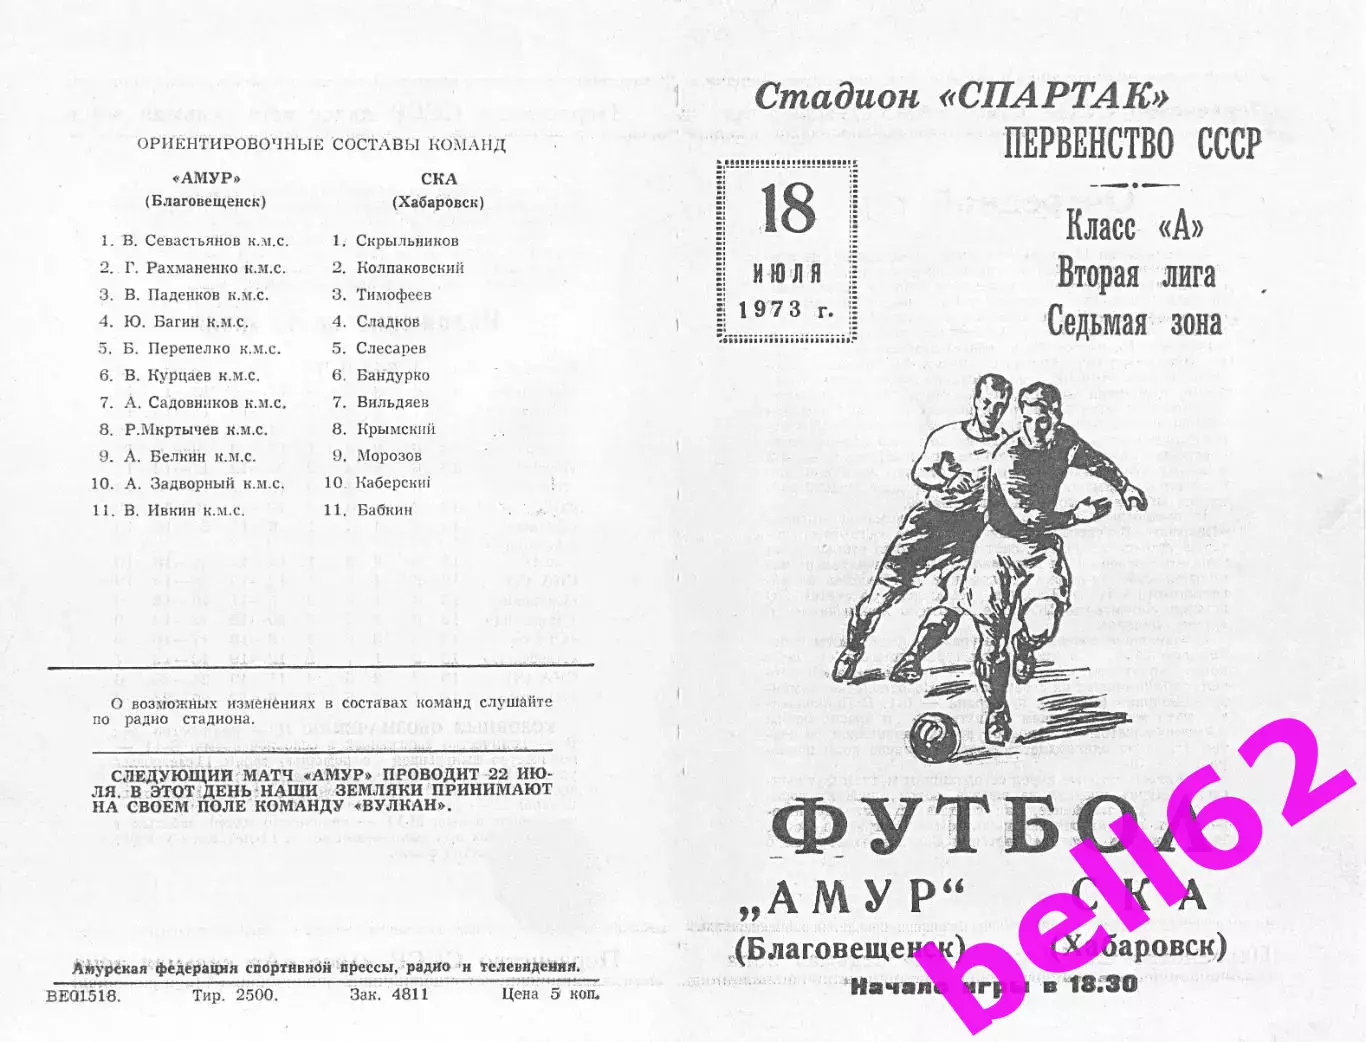 ОРИЕНТИРОВОЧНЫЕ СОСТАВЫ КОМАНД
«АМУР»
(Благовещенск)
1. В. Севастьянов к.м.с.
2. Г. Рахманенко к.м.с.
3. В. Паденков к.м.с.
4. Ю. Багин к.м.с.
5. Б. Перепелко к.м.с.
6. В. Курцаев к.м.с.
7. А. Садовников к.м.с.
8. Р.Мкртычев к.м.с.
9. А. Белкин к.м.с.
10. А. Задворный к.м.с.
11. В. Ивкин к.м.с.
СКА
(Хабаровск)
1. Скрыльников
2. Колпаковский
3. Тимофеев
4. Сладков
5. Слесарев
6. Бандурко
7. Вильдяев
8. Крымский
9. Морозов
10. Каберский
11. Бабкин
О возможных изменениях в составах команд слушайте
по радио стадиона.
СЛЕДУЮЩИЙ МАТЧ «АМУР» ПРОВОДИТ 22 ИЮ-
ЛЯ. В ЭТОТ ДЕНЬ НАШИ ЗЕМЛЯКИ ПРИНИМАЮТ
НА СВОЕМ ПОЛЕ КОМАНДУ «ВУЛКАН».
Амурская федерация спортивной прессы, радио и телевидения.
ВЕ01518. Тир. 2500. Зак. 4811 Цена 5 коп.
Стадион «СПАРТАК»
ПЕРВЕНСТВО СССР
18
ИЮЛЯ
1973 г.
Класс «А»
Вторая лига
Седьмая зона
ФУТБОЛ
„АМУР“ СКА
(Благовещенск) (Хабаровск)
Начало игры в 18.30
bell62